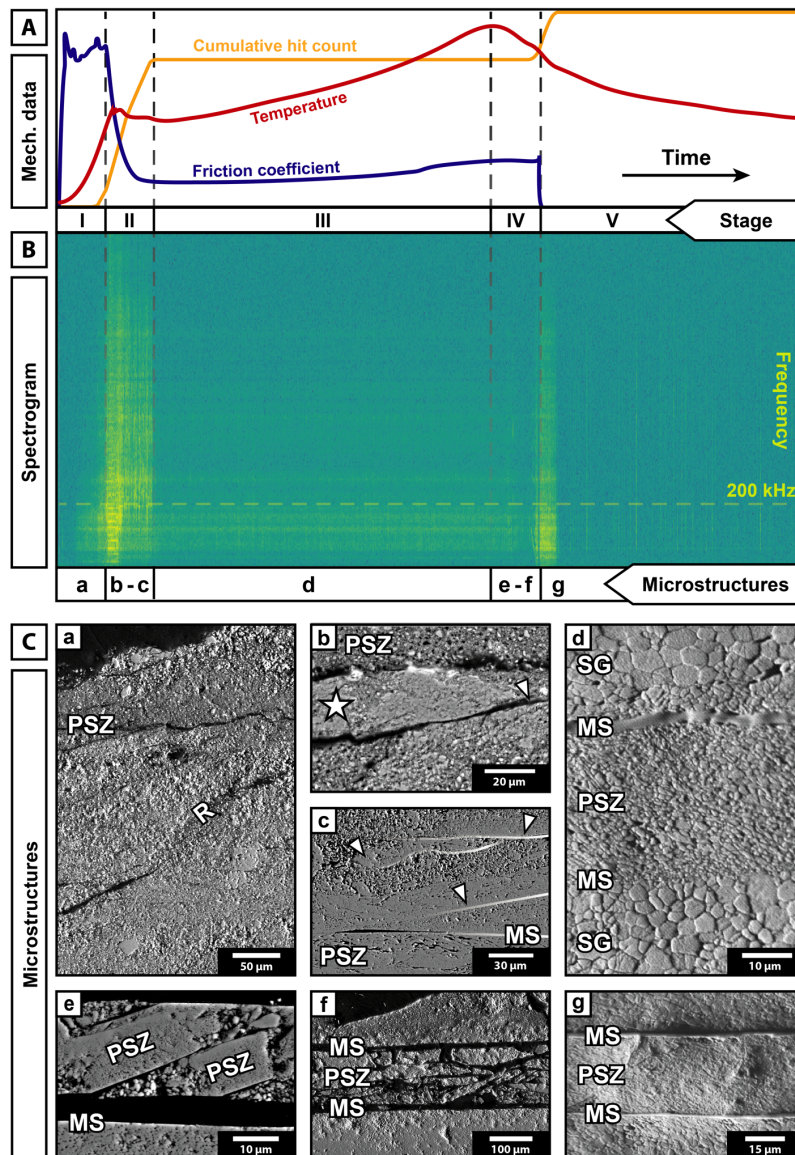 A
Mech. data
Cumulative hit count
Temperature
Friction coefficient
Time
I II III IV V Stage
B
Spectrogram
Frequency
200 kHz
a b - c d e - f g Microstructures
C
Microstructures
a
PSZ
R
50 µm
b
PSZ
20 µm
c
MS
PSZ
30 µm
d
SG
MS
PSZ
MS
SG
10 µm
e
PSZ
PSZ
MS
10 µm
f
MS
PSZ
MS
100 µm
g
MS
PSZ
MS
15 µm